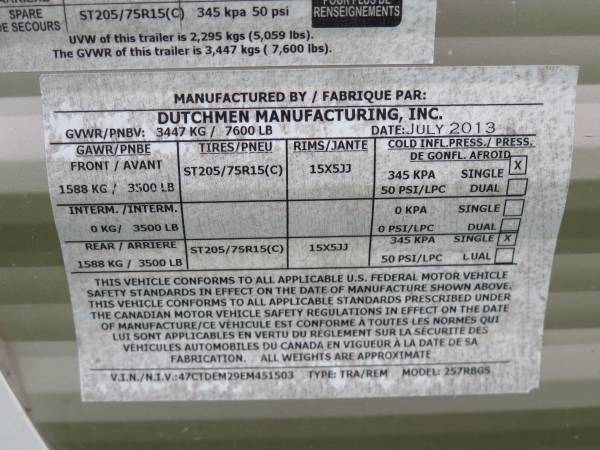 SPARE
DE SECOURS
ST205/75R15(C) 345 kpa 50 psi
RENSEIGNEMENTS
UVW of this trailer is 2,295 kgs (5,059 lbs).
The GVWR of this trailer is 3,447 kgs ( 7,600 lbs).
MANUFACTURED BY / FABRIQUE PAR:
DUTCHMEN MANUFACTURING, INC.
GVWR/PNBV: 3447 KG / 7600 LB DATE:JULY 2013
GAWR/PNBE TIRES/PNEU RIMS/JANTE COLD INFL.PRESS./ PRESS.
DE GONFL. AFROID
FRONT / AVANT ST205/75R15(C) 15X5JJ 345 KPA SINGLE X
1588 KG / 3500 LB 50 PSI/LPC DUAL
INTERM. /INTERM. 0 KPA SINGLE
0 KG/ 3500 LB 0 PSI/LPC DUAL
REAR / ARRIERE ST205/75R15(C) 15X5JJ 345 KPA SINGLE X
1588 KG / 3500 LB 50 PSI/LPC LUAL
THIS VEHICLE CONFORMS TO ALL APPLICABLE U.S. FEDERAL MOTOR VEHICLE
SAFETY STANDARDS IN EFFECT ON THE DATE OF MANUFACTURE SHOWN ABOVE.
THIS VEHICLE CONFORMS TO ALL APPLICABLE STANDARDS PRESCRIBED UNDER
THE CANADIAN MOTOR VEHICLE SAFETY REGULATIONS IN EFFECT ON THE DATE
OF MANUFACTURE/CE VÉHICULE EST CONFORME À TOUTES LES NORMES QUI
LUI SONT APPLICABLES EN VERTU DU RÈGLEMENT SUR LA SÉCURITÉ DES
VÉHICULES AUTOMOBILES DU CANADA EN VIGUEUR À LA DATE DE SA
FABRICATION. ALL WEIGHTS ARE APPROXIMATE
V.I.N./N.I.V.:47CTDEM29EM451503 TYPE: TRA/REM MODEL: 257RBGS